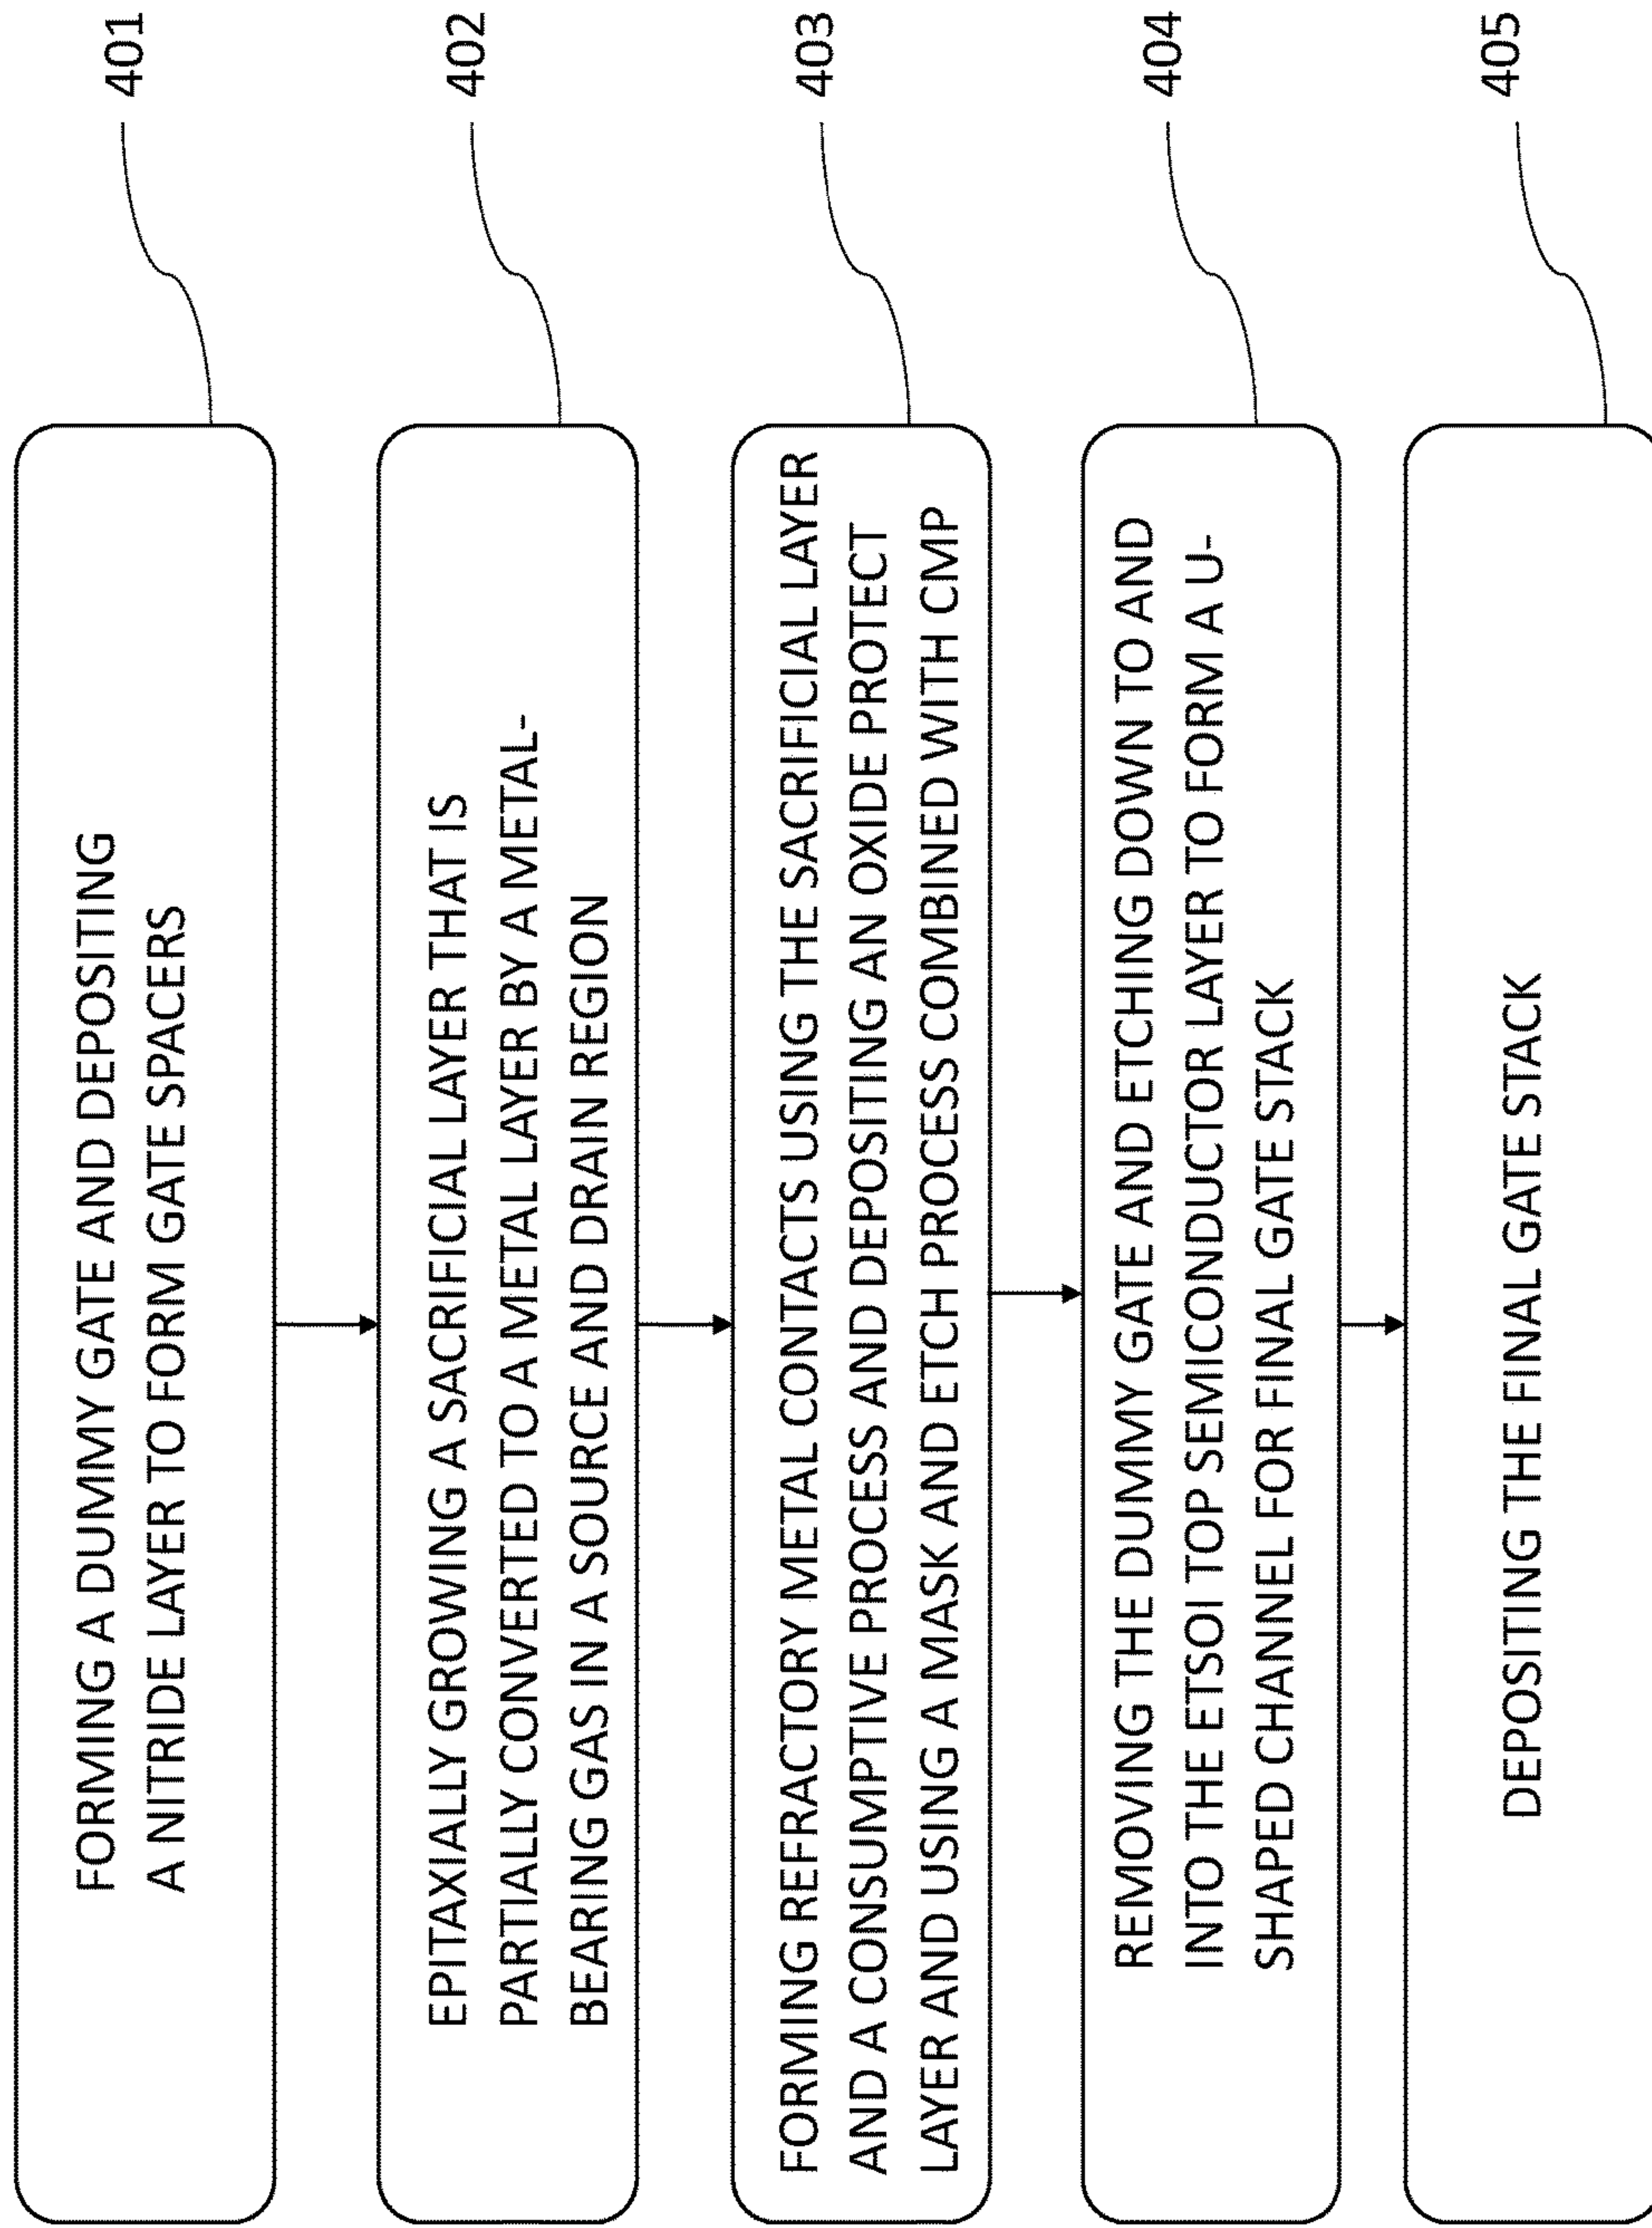 FORMING A DUMMY GATE AND DEPOSITING
A NITRIDE LAYER TO FORM GATE SPACERS
401
EPITAXIALLY GROWING A SACRIFICIAL LAYER THAT IS
PARTIALLY CONVERTED TO A METAL LAYER BY A METAL-
BEARING GAS IN A SOURCE AND DRAIN REGION
402
FORMING REFRACTORY METAL CONTACTS USING THE SACRIFICIAL LAYER
AND A CONSUMPTIVE PROCESS AND DEPOSITING AN OXIDE PROTECT
LAYER AND USING A MASK AND ETCH PROCESS COMBINED WITH CMP
403
REMOVING THE DUMMY GATE AND ETCHING DOWN TO AND
INTO THE ETSOI TOP SEMICONDUCTOR LAYER TO FORM A U-
SHAPED CHANNEL FOR FINAL GATE STACK
404
DEPOSITING THE FINAL GATE STACK
405